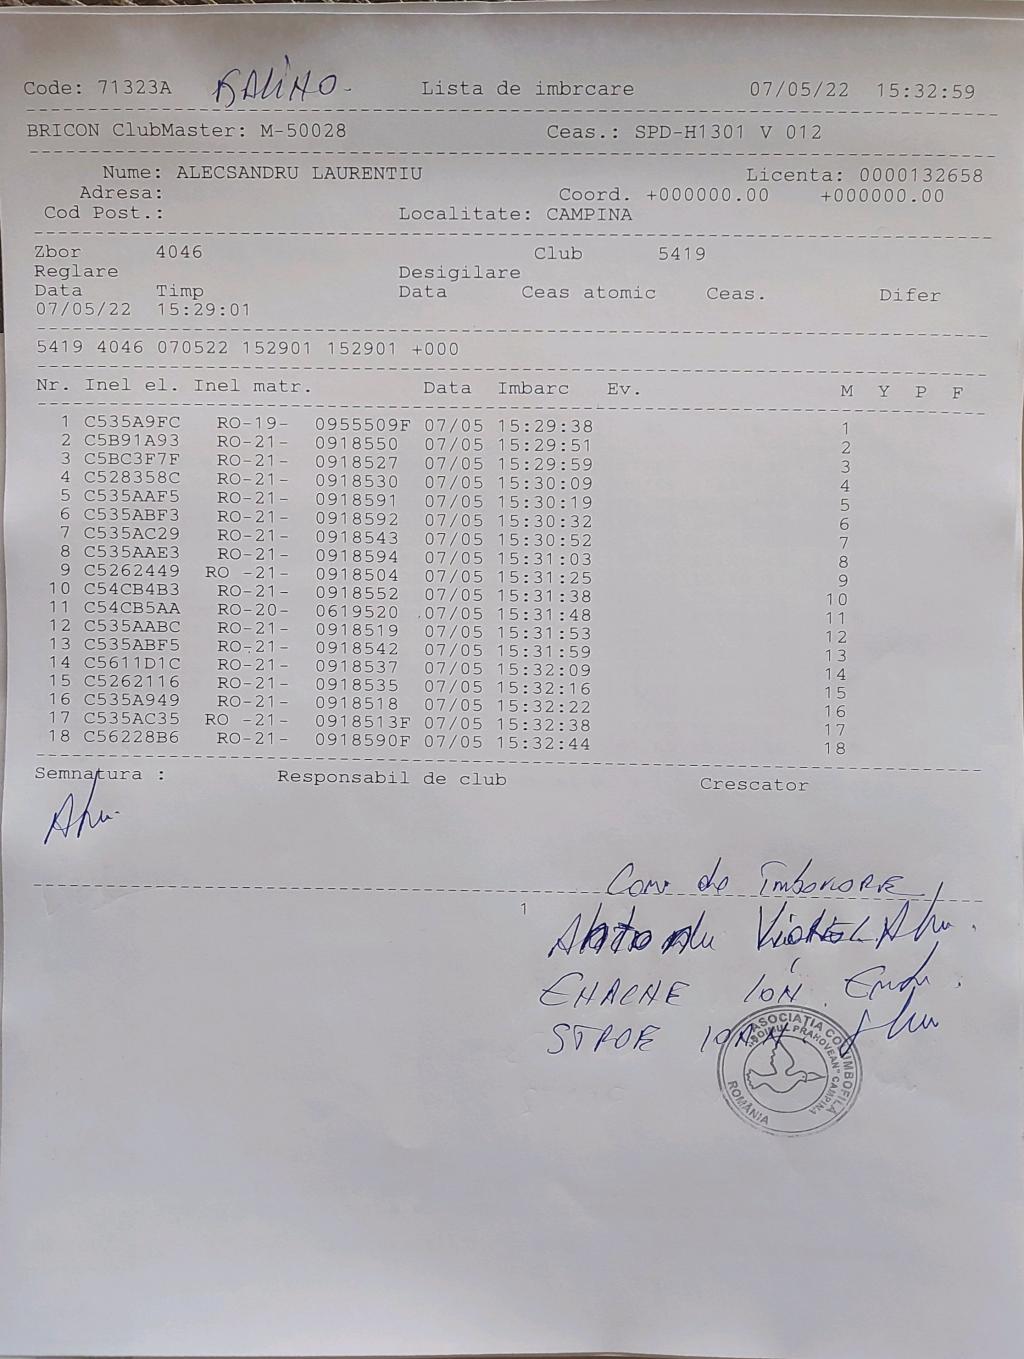 Code: 71323A Lista de imbrcare 07/05/22 15:32:59
BRICON ClubMaster: M-50028 Ceas.: SPD-H1301 V 012
Nume: ALECSANDRU LAURENTIU Licenta: 0000132658
Adresa: Coord. +000000.00 +000000.00
Cod Post.: Localitate: CAMPINA
Zbor 4046 Club 5419
Reglare Desigilare
Data Timp Data Ceas atomic Ceas. Difer
07/05/22 15:29:01
5419 4046 070522 152901 152901 +000
Nr. Inel el. Inel matr. Data Imbarc Ev. M Y P F
1 C535A9FC RO-19- 0955509F 07/05 15:29:38 1
2 C5B91A93 RO-21- 0918550 07/05 15:29:51 2
3 C5BC3F7F RO-21- 0918527 07/05 15:29:59 3
4 C528358C RO-21- 0918530 07/05 15:30:09 4
5 C535AAF5 RO-21- 0918591 07/05 15:30:19 5
6 C535ABF3 RO-21- 0918592 07/05 15:30:32 6
7 C535AC29 RO-21- 0918543 07/05 15:30:52 7
8 C535AAE3 RO-21- 0918594 07/05 15:31:03 8
9 C5262449 RO -21- 0918504 07/05 15:31:25 9
10 C54CB4B3 RO-21- 0918552 07/05 15:31:38 10
11 C54CB5AA RO-20- 0619520 07/05 15:31:48 11
12 C535AABC RO-21- 0918519 07/05 15:31:53 12
13 C535ABF5 RO-21- 0918542 07/05 15:31:59 13
14 C5611D1C RO-21- 0918537 07/05 15:32:09 14
15 C5262116 RO-21- 0918535 07/05 15:32:16 15
16 C535A949 RO-21- 0918518 07/05 15:32:22 16
17 C535AC35 RO -21- 0918513F 07/05 15:32:38 17
18 C56228B6 RO-21- 0918590F 07/05 15:32:44 18
Semnatura : Responsabil de club Crescator
Com de
1
ENACHE ION
STROE IOAN
ASOCIATIA COLUMBOFILA
"SOIMUL PRAHOVEAN" CAMPINA
ROMÂNIA